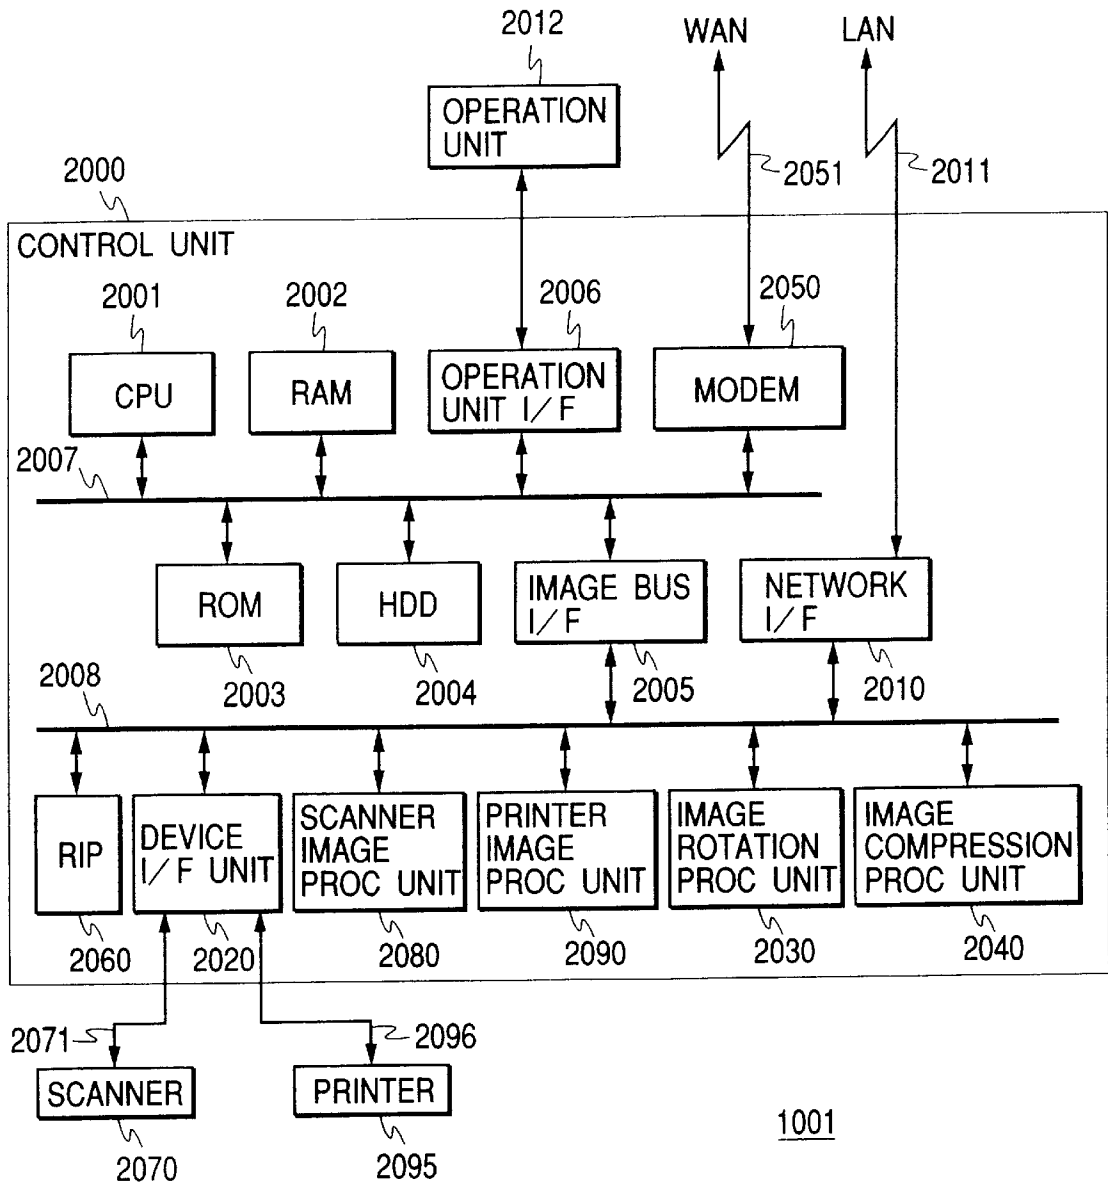 2012
WAN
LAN
OPERATION
UNIT
2051
2011
2000
CONTROL UNIT
2001
2002
2006
2050
CPU
RAM
OPERATION
UNIT I/F
MODEM
2007
ROM
HDD
IMAGE BUS
I/F
NETWORK
I/F
2003
2004
2005
2010
2008
RIP
DEVICE
I/F UNIT
SCANNER
IMAGE
PROC UNIT
PRINTER
IMAGE
PROC UNIT
IMAGE
ROTATION
PROC UNIT
IMAGE
COMPRESSION
PROC UNIT
2060
2020
2080
2090
2030
2040
2071
2096
SCANNER
PRINTER
2070
2095
1001